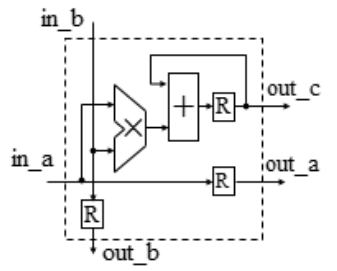 in_b
out_c
+
R
×
in_a
out_a
R
R
out_b